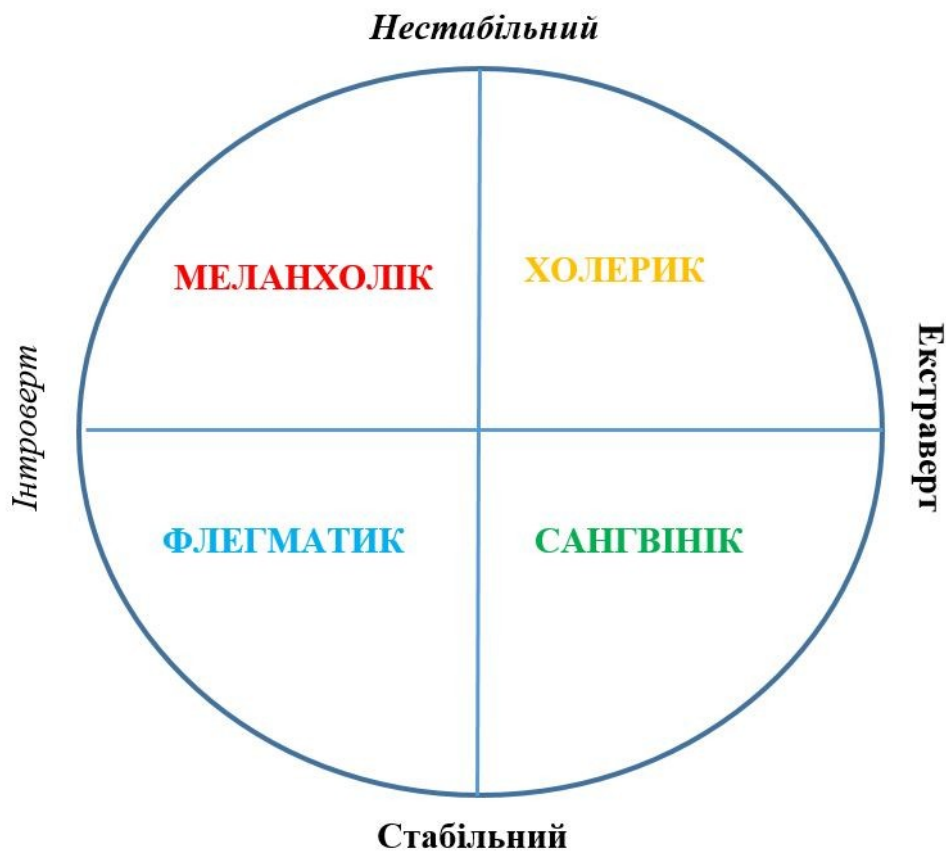 Нестабільний
МЕЛАНХОЛІК
ХОЛЕРИК
Інтроверт
Екстраверт
ФЛЕГМАТИК
САНГВІНІК
Стабільний